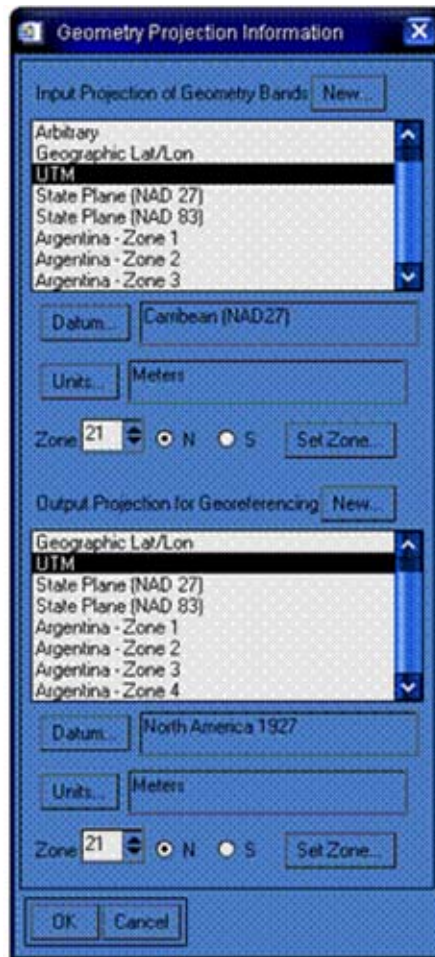 Geometry Projection Information
Input Projection of Geometry Bands New...
Arbitrary
Geographic Lat/Lon
UTM
State Plane (NAD 27)
State Plane (NAD 83)
Argentina - Zone 1
Argentina - Zone 2
Argentina - Zone 3
Datum... Carribean (NAD27)
Units... Meters
Zone 21 N S Set Zone...
Output Projection for Georeferencing New...
Geographic Lat/Lon
UTM
State Plane (NAD 27)
State Plane (NAD 83)
Argentina - Zone 1
Argentina - Zone 2
Argentina - Zone 3
Argentina - Zone 4
Datum... North America 1927
Units... Meters
Zone 21 N S Set Zone...
OK Cancel